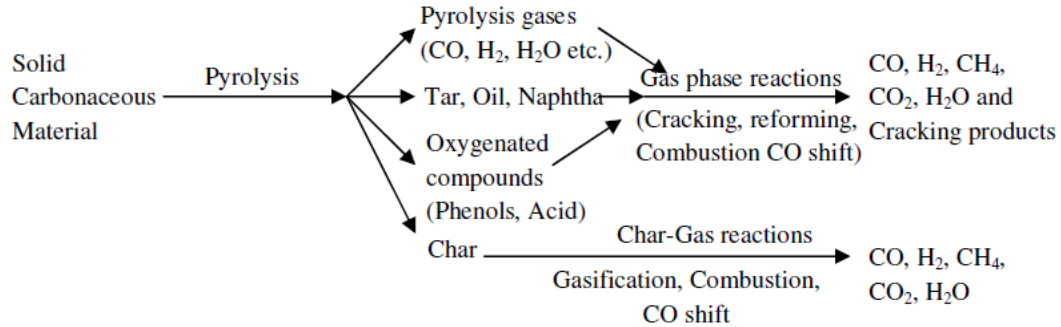 Solid
Carbonaceous
Material
Pyrolysis
Pyrolysis gases
(CO, H₂, H₂O etc.)
Tar, Oil, Naphtha
Oxygenated
compounds
(Phenols, Acid)
Char
Gas phase reactions
(Cracking, reforming,
Combustion CO shift)
CO, H₂, CH₄,
CO₂, H₂O and
Cracking products
Char-Gas reactions
Gasification, Combustion,
CO shift
CO, H₂, CH₄,
CO₂, H₂O